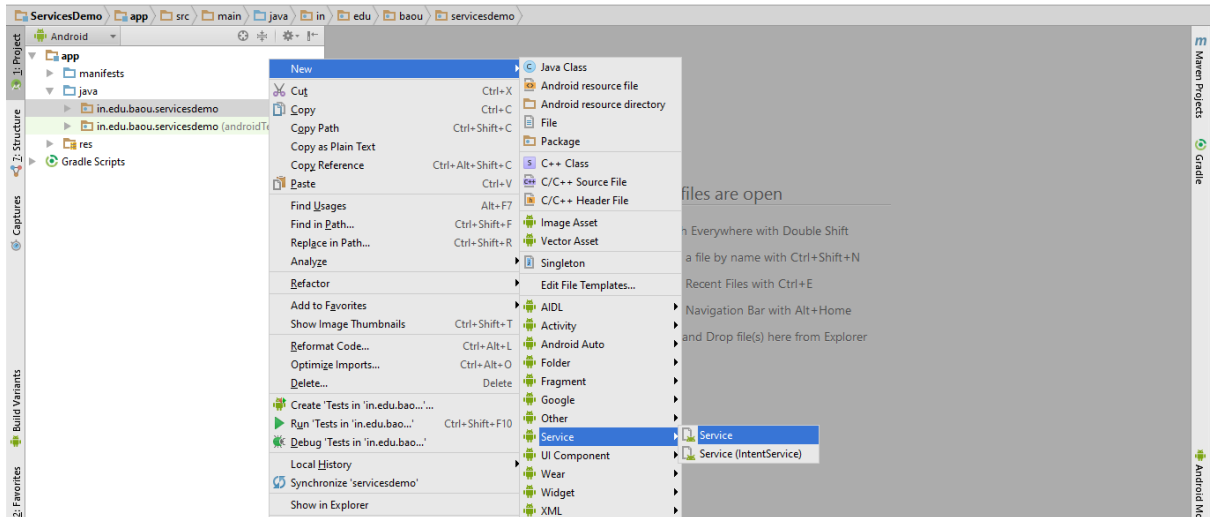 ServicesDemo app src main java in edu baou servicesdemo
1: Project
7: Structure
Captures
Build Variants
2: Favorites
Android
app
manifests
java
in.edu.baou.servicesdemo
in.edu.baou.servicesdemo (androidTe
res
Gradle Scripts
New
Cut Ctrl+X
Copy Ctrl+C
Copy Path Ctrl+Shift+C
Copy as Plain Text
Copy Reference Ctrl+Alt+Shift+C
Paste Ctrl+V
Find Usages Alt+F7
Find in Path... Ctrl+Shift+F
Replace in Path... Ctrl+Shift+R
Analyze
Refactor
Add to Favorites
Show Image Thumbnails Ctrl+Shift+T
Reformat Code... Ctrl+Alt+L
Optimize Imports... Ctrl+Alt+O
Delete... Delete
Create 'Tests in 'in.edu.bao...'...
Run 'Tests in 'in.edu.bao...' Ctrl+Shift+F10
Debug 'Tests in 'in.edu.bao...'
Local History
Synchronize 'servicesdemo'
Show in Explorer
Java Class
Android resource file
Android resource directory
File
Package
C++ Class
C/C++ Source File
C/C++ Header File
Image Asset
Vector Asset
Singleton
Edit File Templates...
AIDL
Activity
Android Auto
Folder
Fragment
Google
Other
Service
UI Component
Wear
Widget
XML
Service
Service (IntentService)
files are open
h Everywhere with Double Shift
a file by name with Ctrl+Shift+N
Recent Files with Ctrl+E
Navigation Bar with Alt+Home
and Drop file(s) here from Explorer
Maven Projects
Gradle
Android Mo